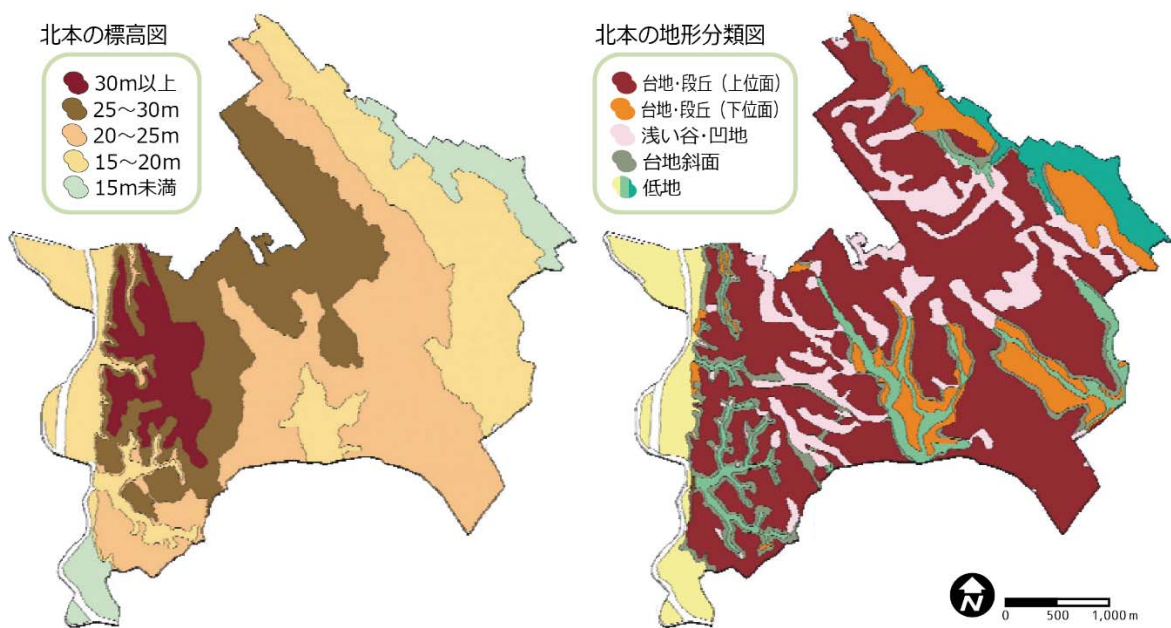 北本の標高図
30m以上
25～30m
20～25m
15～20m
15m未満
北本の地形分類図
台地・段丘（上位面）
台地・段丘（下位面）
浅い谷・凹地
台地斜面
低地
N
0 500 1,000 m